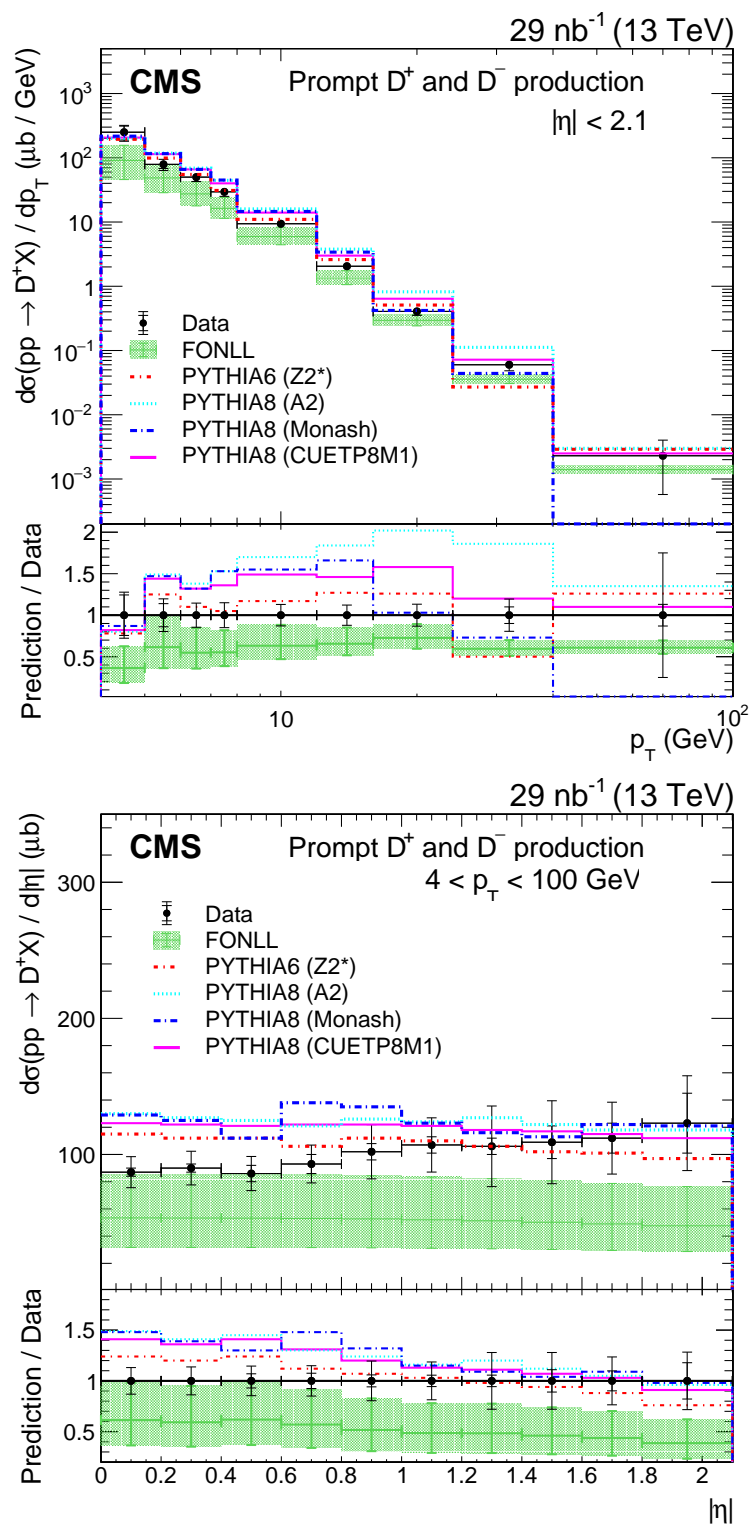 29 nb⁻¹ (13 TeV)
CMS Prompt D⁺ and D⁻ production
|η| < 2.1
dσ(pp → D⁺X) / dp_T (μb / GeV)
10³
10²
10
1
10⁻¹
10⁻²
10⁻³
Data
FONLL
PYTHIA6 (Z2*)
PYTHIA8 (A2)
PYTHIA8 (Monash)
PYTHIA8 (CUETP8M1)
Prediction / Data
2
1.5
1
0.5
10 10²
p_T (GeV)
29 nb⁻¹ (13 TeV)
CMS Prompt D⁺ and D⁻ production
4 < p_T < 100 GeV
dσ(pp → D⁺X) / d|η| (μb)
300
200
100
Data
FONLL
PYTHIA6 (Z2*)
PYTHIA8 (A2)
PYTHIA8 (Monash)
PYTHIA8 (CUETP8M1)
Prediction / Data
1.5
1
0.5
0 0.2 0.4 0.6 0.8 1 1.2 1.4 1.6 1.8 2
|η|